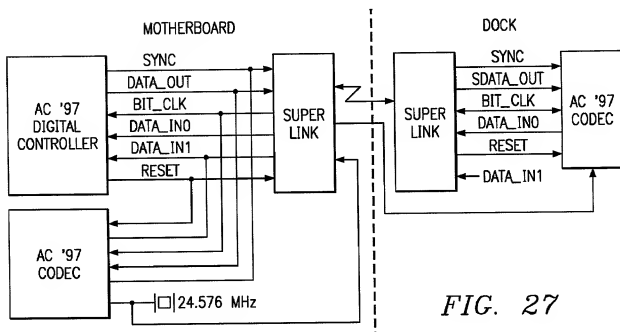 MOTHERBOARD
DOCK
AC '97
DIGITAL
CONTROLLER
SYNC
DATA_OUT
BIT_CLK
DATA_IN0
DATA_IN1
RESET
SUPER
LINK
AC '97
CODEC
24.576 MHz
SUPER
LINK
SYNC
SDATA_OUT
BIT_CLK
DATA_IN0
RESET
DATA_IN1
AC '97
CODEC
FIG. 27